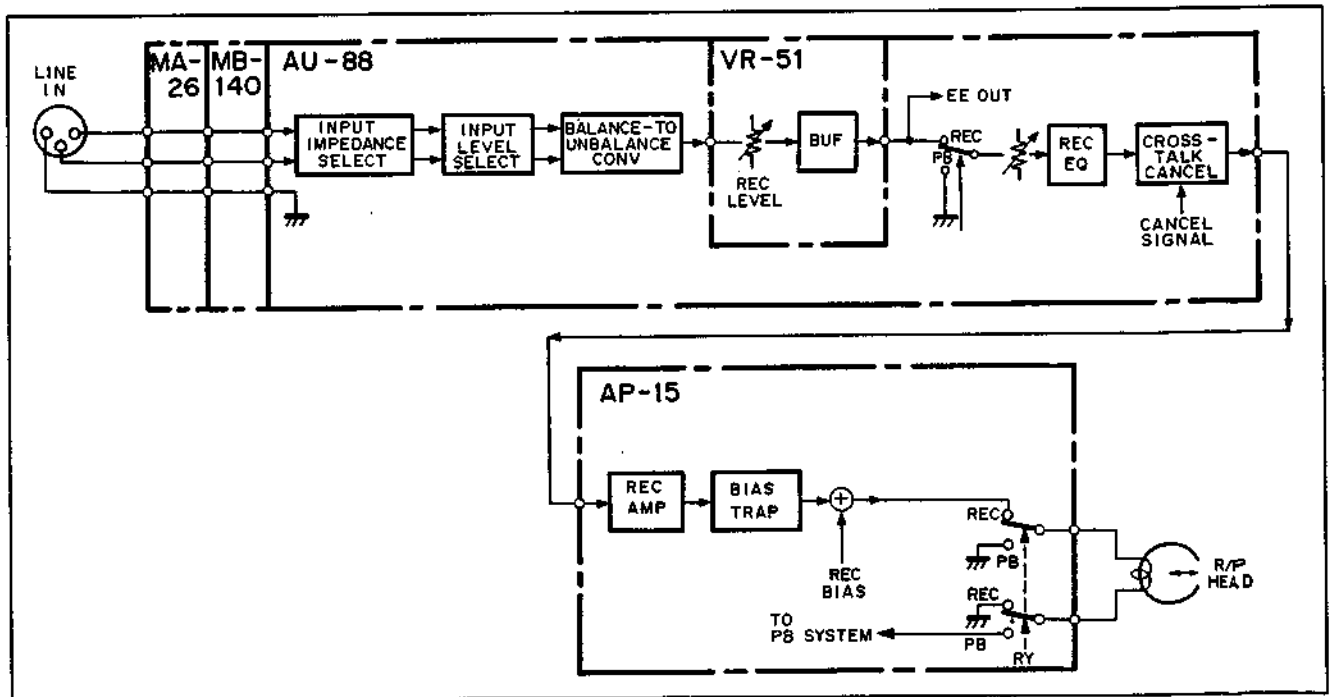 LINE
IN
MA-
26
MB-
140
AU-88
INPUT
IMPEDANCE
SELECT
INPUT
LEVEL
SELECT
BALANCE-TO
UNBALANCE
CONV
VR-51
REC
LEVEL
BUF
EE OUT
REC
PB
REC
EQ
CROSS-
TALK
CANCEL
CANCEL
SIGNAL
AP-15
REC
AMP
BIAS
TRAP
+
REC
BIAS
REC
PB
REC
PB
RY
TO
PB SYSTEM
R/P
HEAD